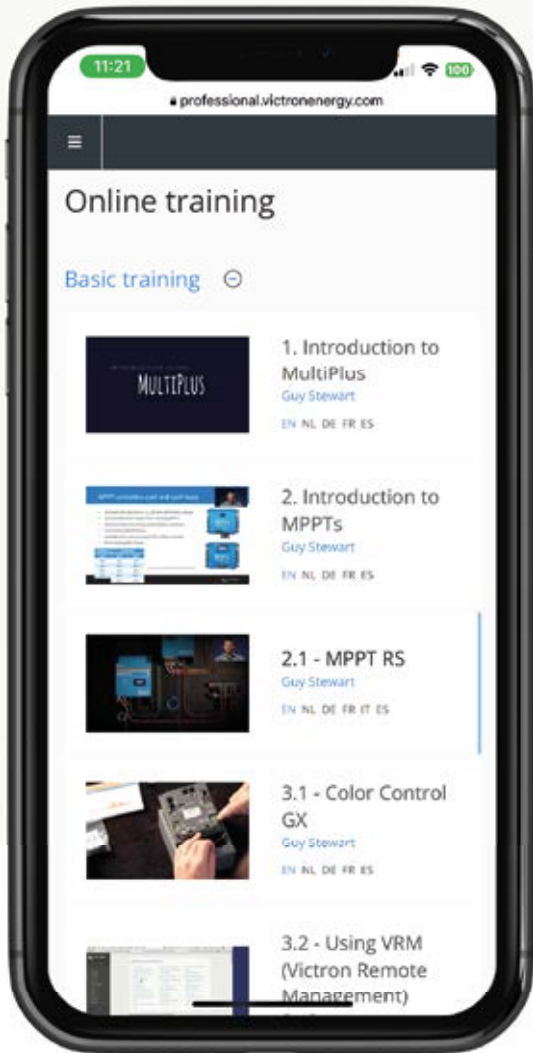 11:21
100
professional.victronenergy.com
Online training
Basic training
MULTIPLUS
1. Introduction to
MultiPlus
Guy Stewart
EN NL DE FR ES
2. Introduction to
MPPTs
Guy Stewart
EN NL DE FR ES
2.1 - MPPT RS
Guy Stewart
EN NL DE FR IT ES
3.1 - Color Control
GX
Guy Stewart
EN NL DE FR ES
3.2 - Using VRM
(Victron Remote
Management)